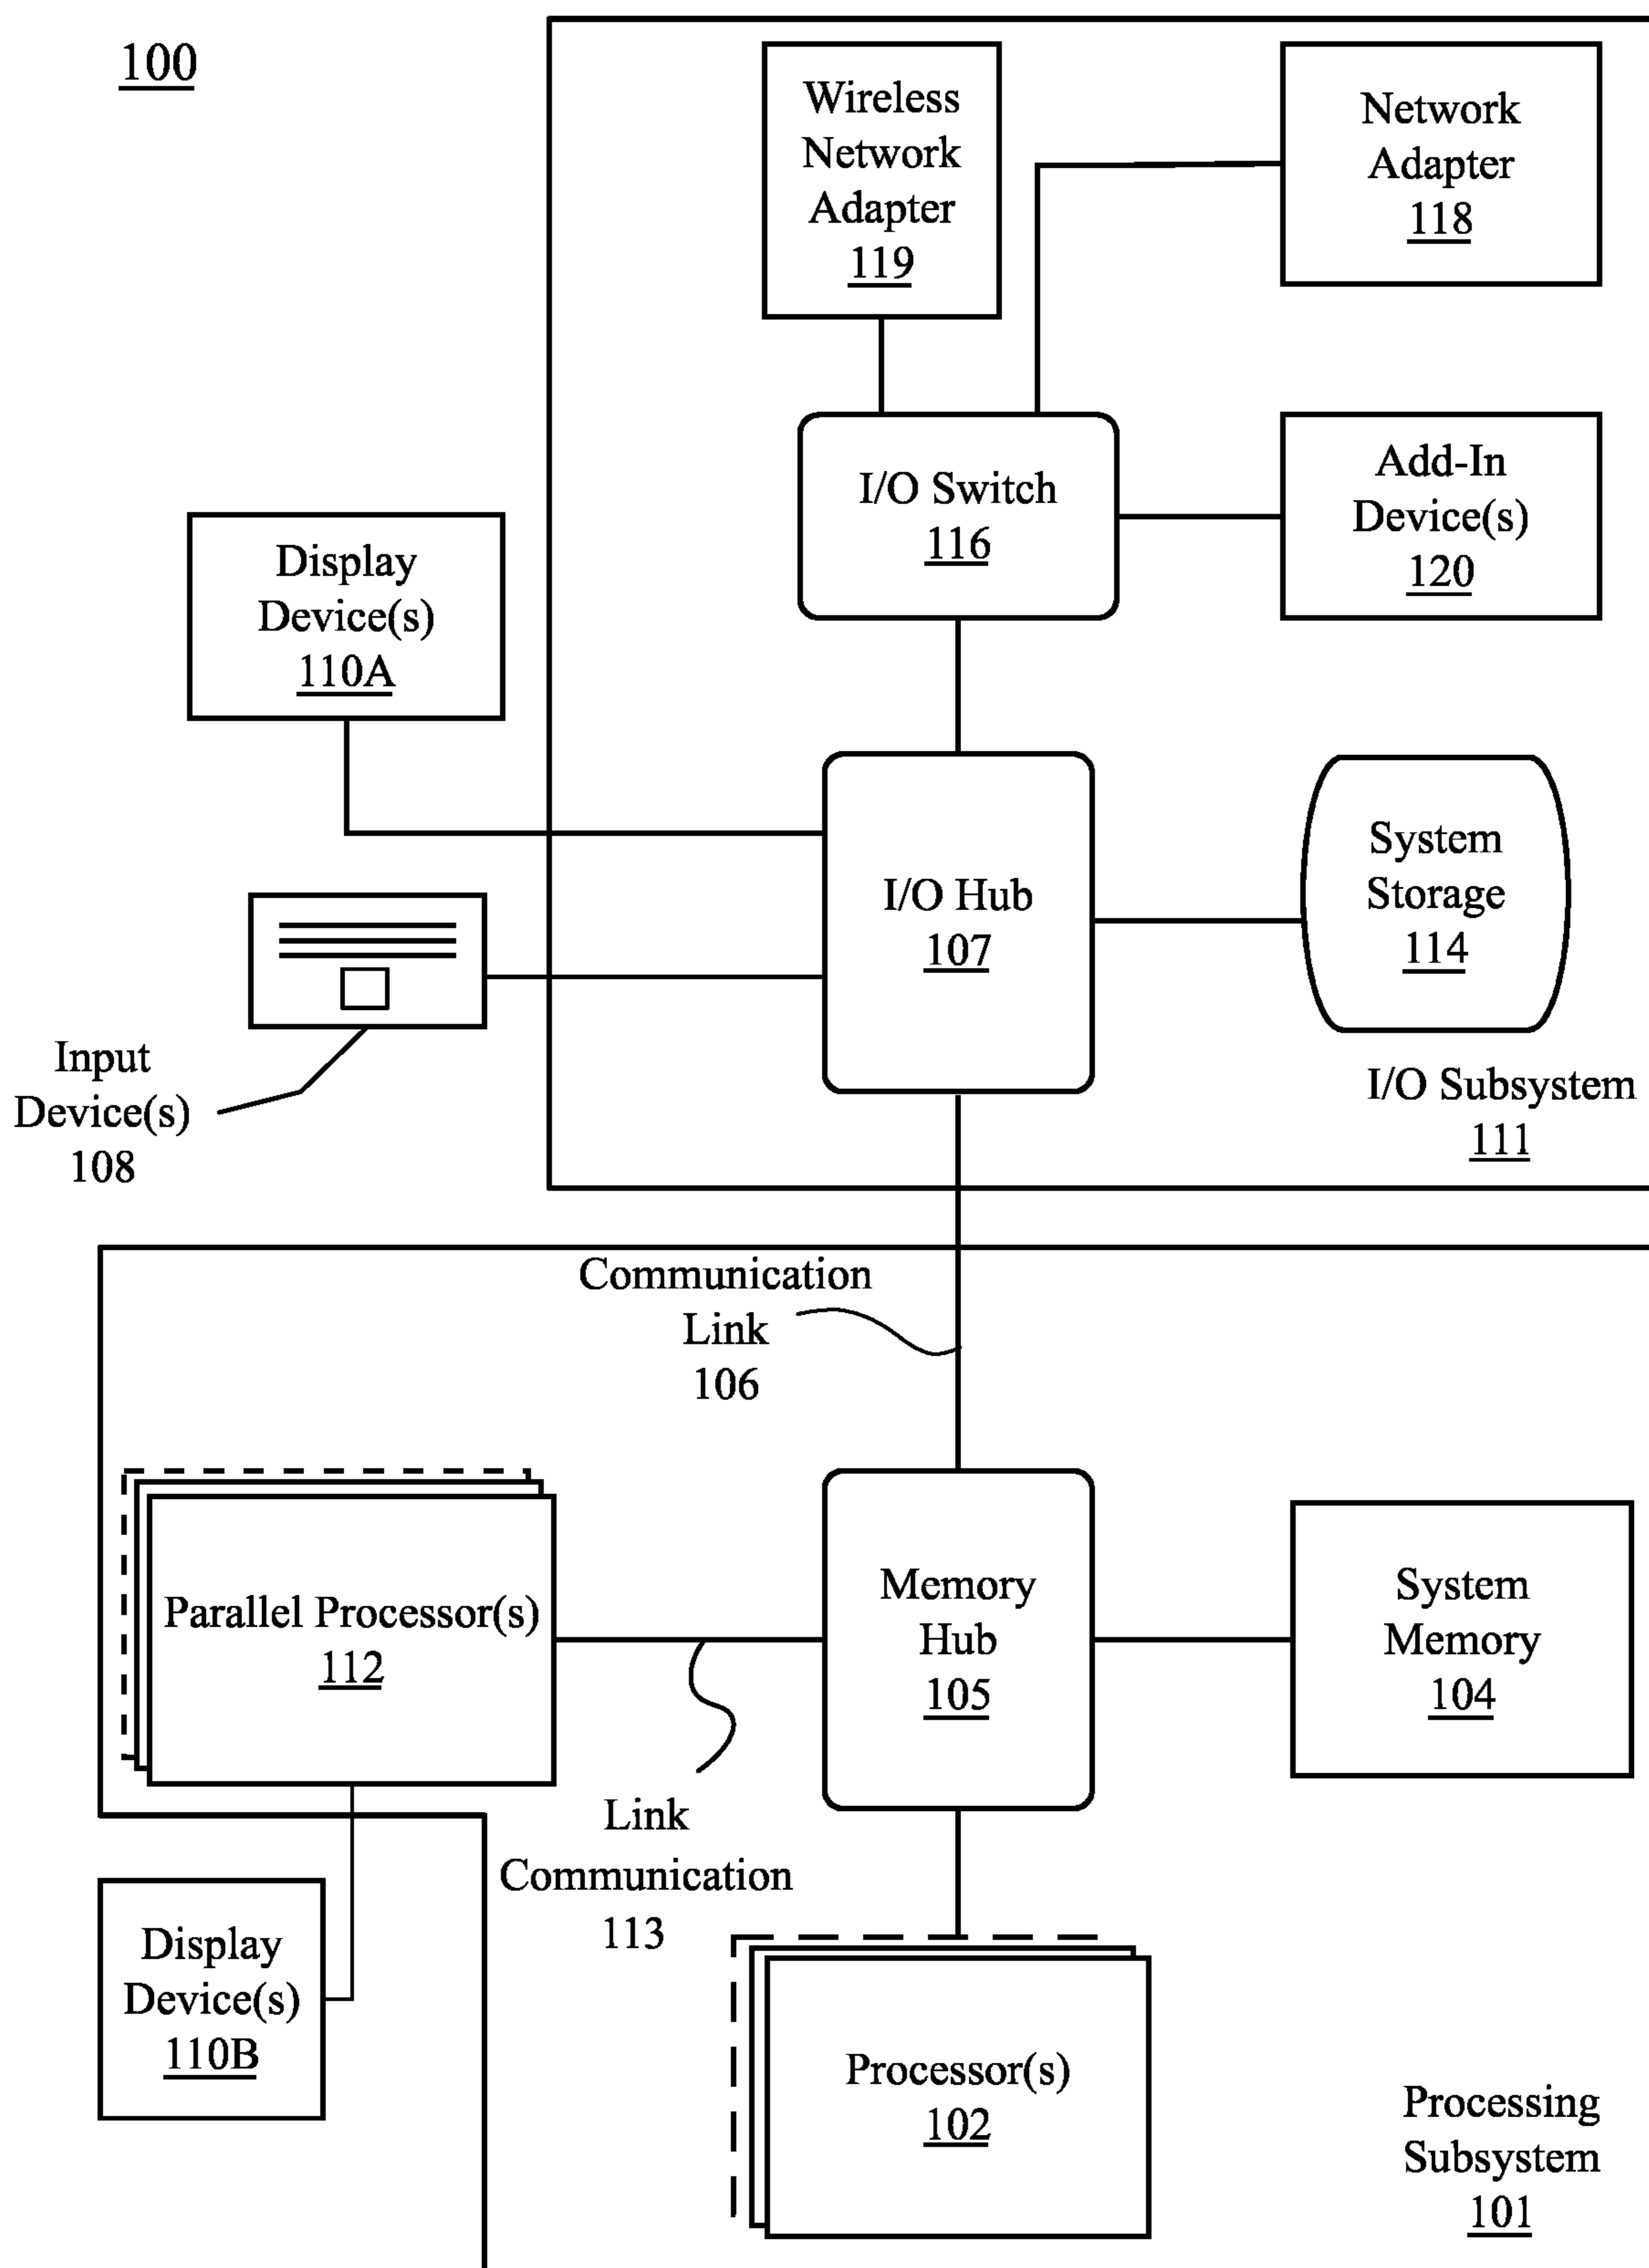 100
Wireless
Network
Adapter
119
Network
Adapter
118
I/O Switch
116
Add-In
Device(s)
120
Display
Device(s)
110A
I/O Hub
107
System
Storage
114
Input
Device(s)
108
I/O Subsystem
111
Communication
Link
106
Parallel Processor(s)
112
Memory
Hub
105
System
Memory
104
Link
Communication
113
Display
Device(s)
110B
Processor(s)
102
Processing
Subsystem
101